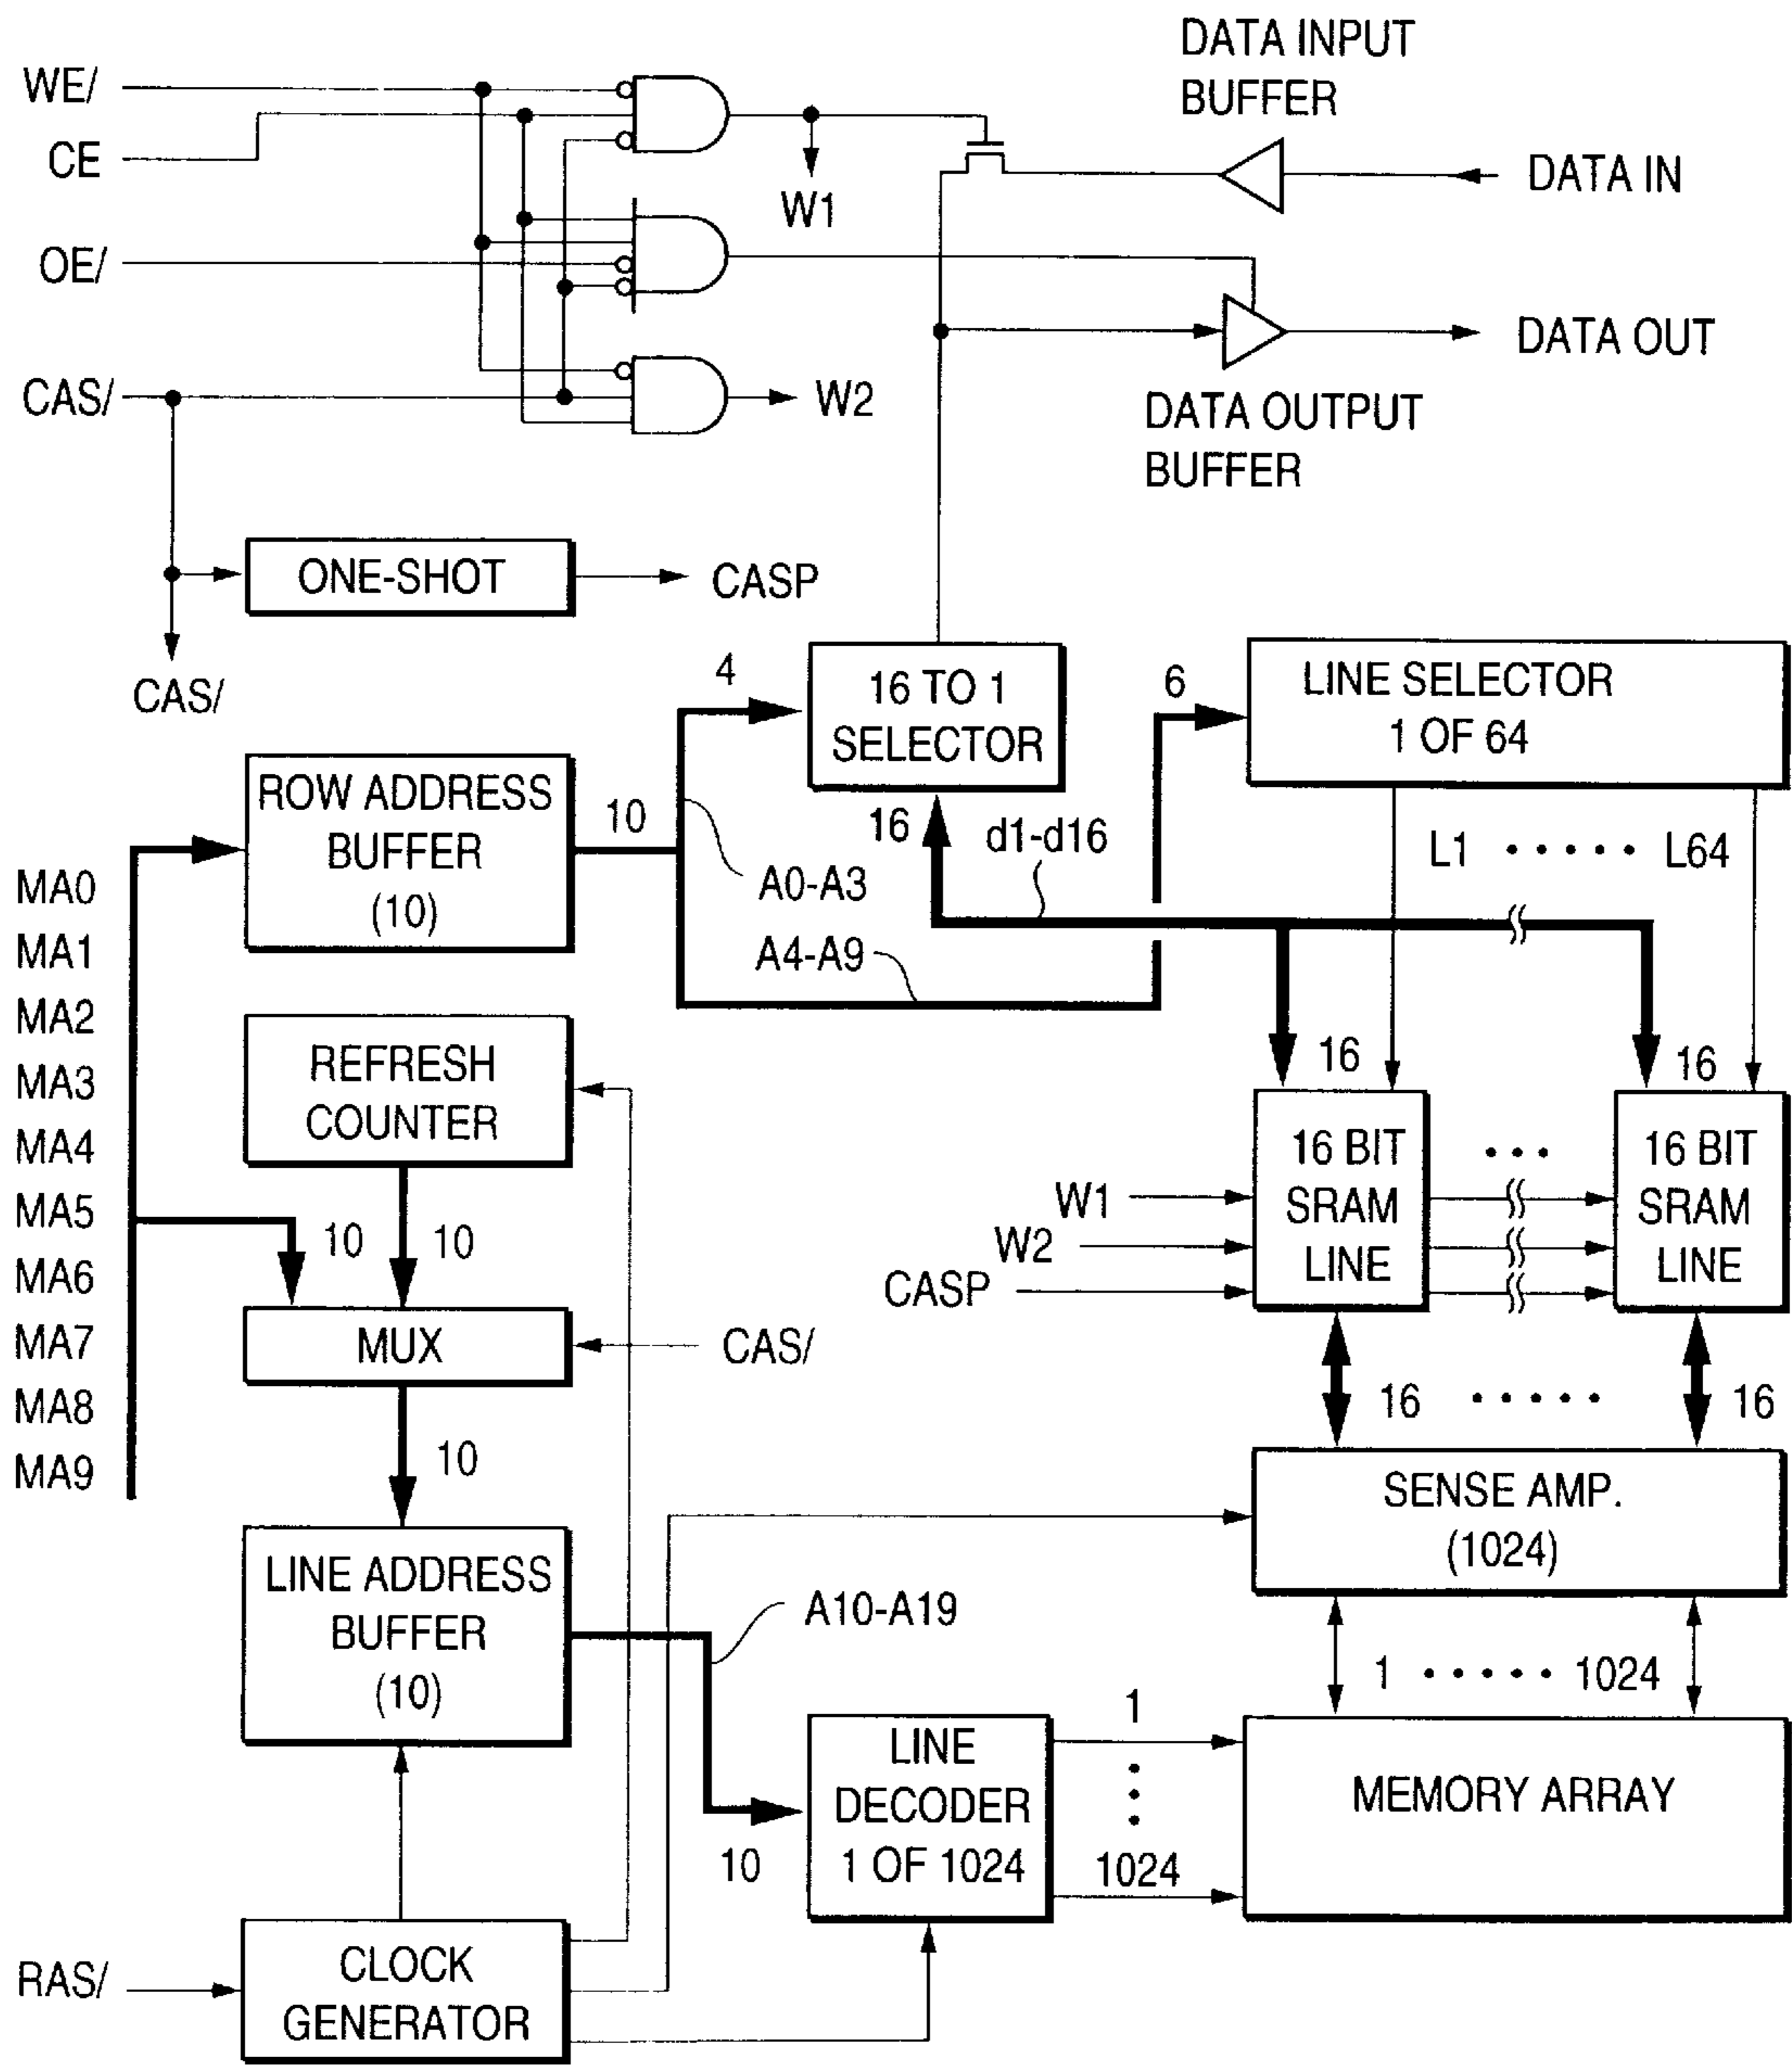 DATA INPUT
BUFFER
WE/
CE
DATA IN
W1
OE/
DATA OUT
CAS/
W2
DATA OUTPUT
BUFFER
ONE-SHOT
CASP
CAS/
4
16 TO 1
SELECTOR
6
LINE SELECTOR
1 OF 64
ROW ADDRESS
BUFFER
(10)
10
16
d1-d16
L1 • • • • • L64
A0-A3
A4-A9
MA0
MA1
MA2
MA3
MA4
MA5
MA6
MA7
MA8
MA9
REFRESH
COUNTER
16
16
16 BIT
SRAM
LINE
• • •
16 BIT
SRAM
LINE
W1
W2
CASP
10
10
MUX
CAS/
16 • • • • • 16
10
SENSE AMP.
(1024)
LINE ADDRESS
BUFFER
(10)
A10-A19
1 • • • • • 1024
10
LINE
DECODER
1 OF 1024
1
1024
MEMORY ARRAY
RAS/
CLOCK
GENERATOR